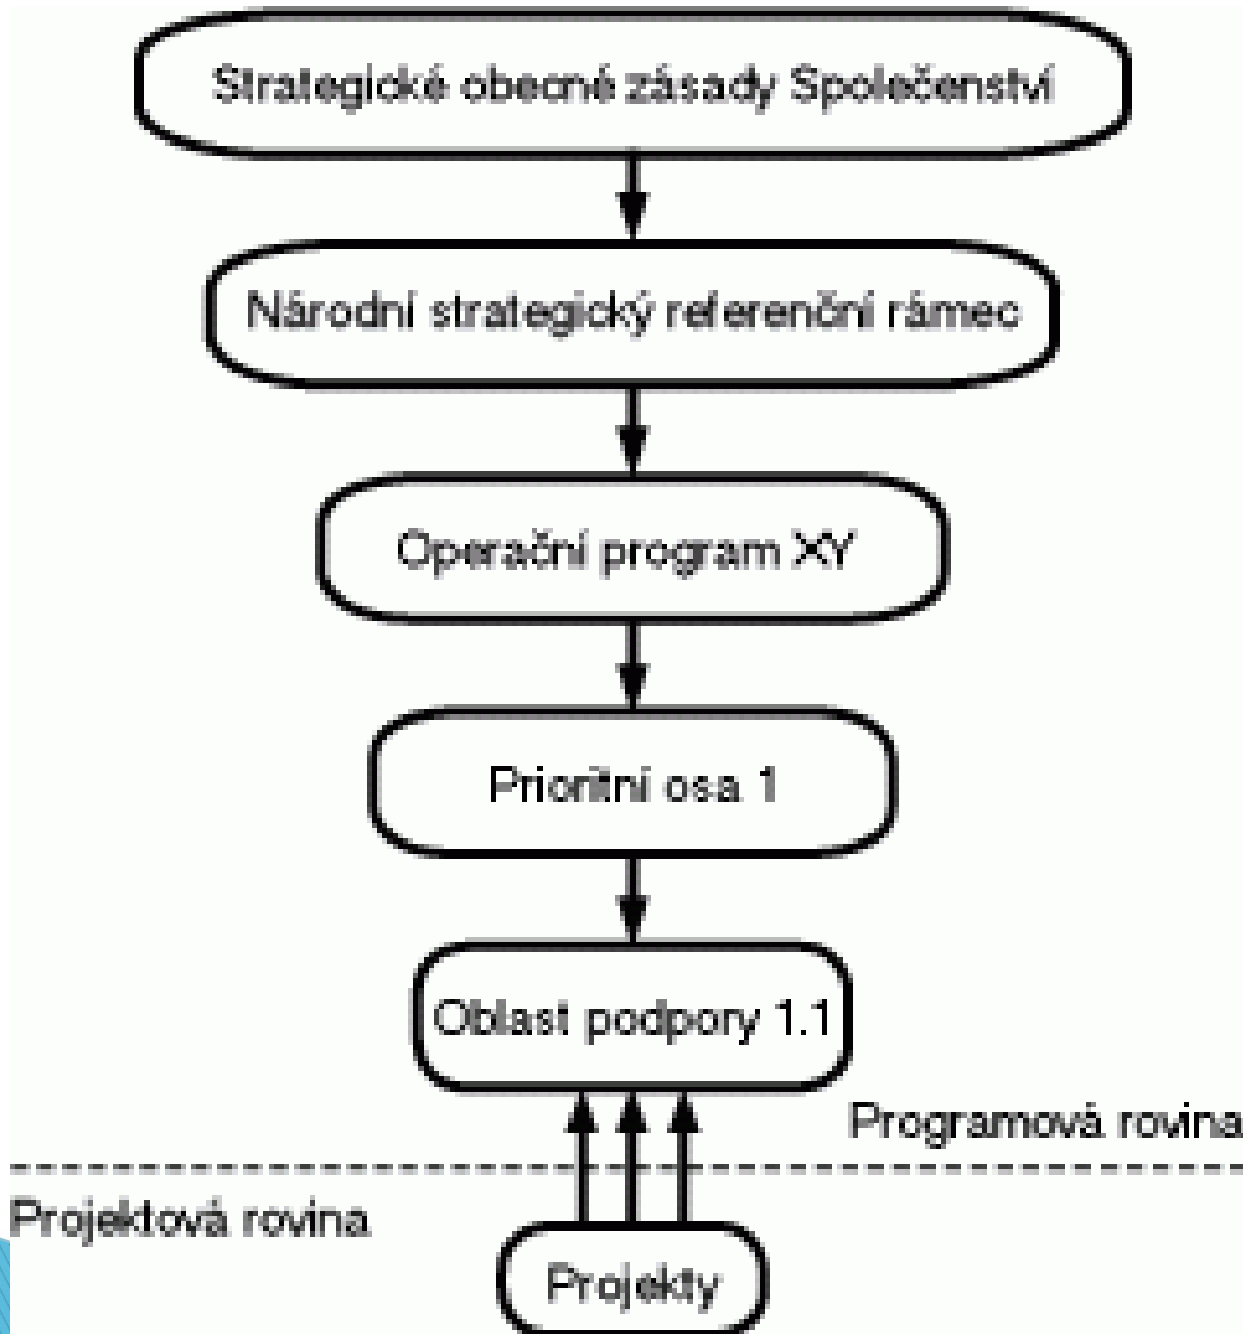 Strategické obecné zásady Společenství
Národní strategický referenční rámec
Operační program XY
Prioritní osa 1
Oblast podpory 1.1
Programová rovina
Projektová rovina
Projekty